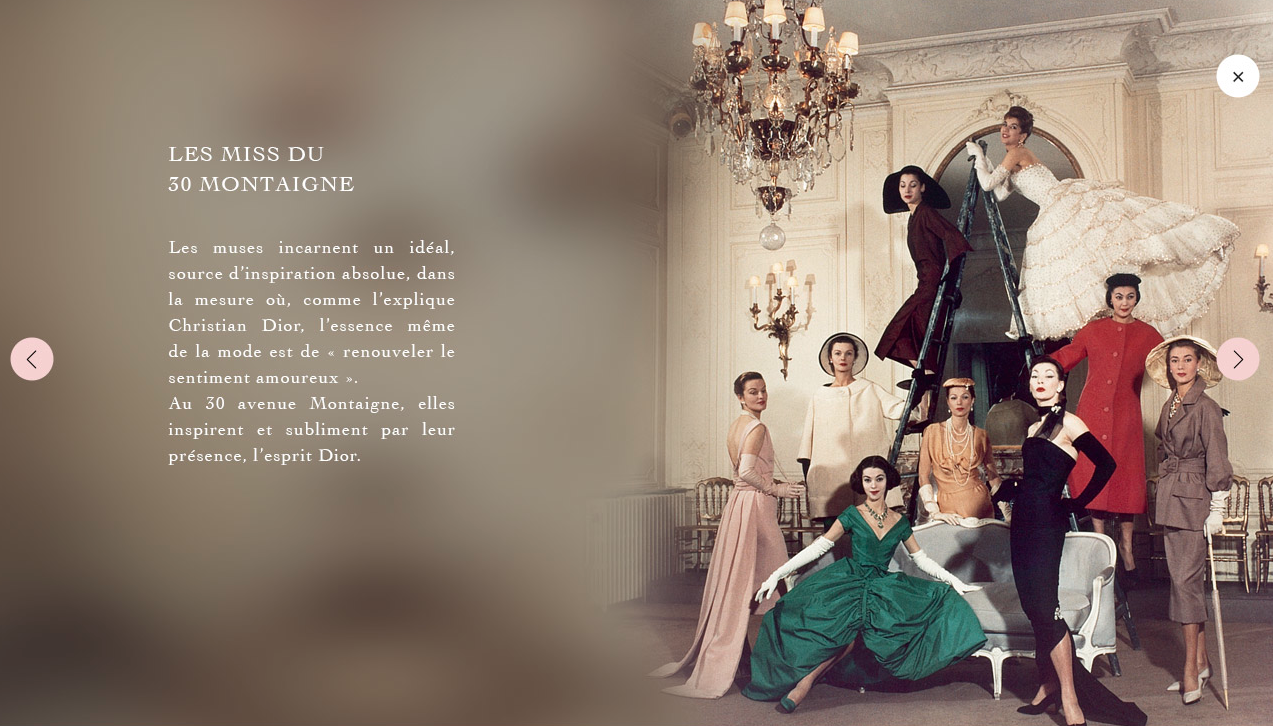 LES MISS DU
30 MONTAIGNE
Les muses incarnent un idéal,
source d’inspiration absolue, dans
la mesure où, comme l’explique
Christian Dior, l’essence même
de la mode est de « renouveler le
sentiment amoureux ».
Au 30 avenue Montaigne, elles
inspirent et subliment par leur
présence, l’esprit Dior.